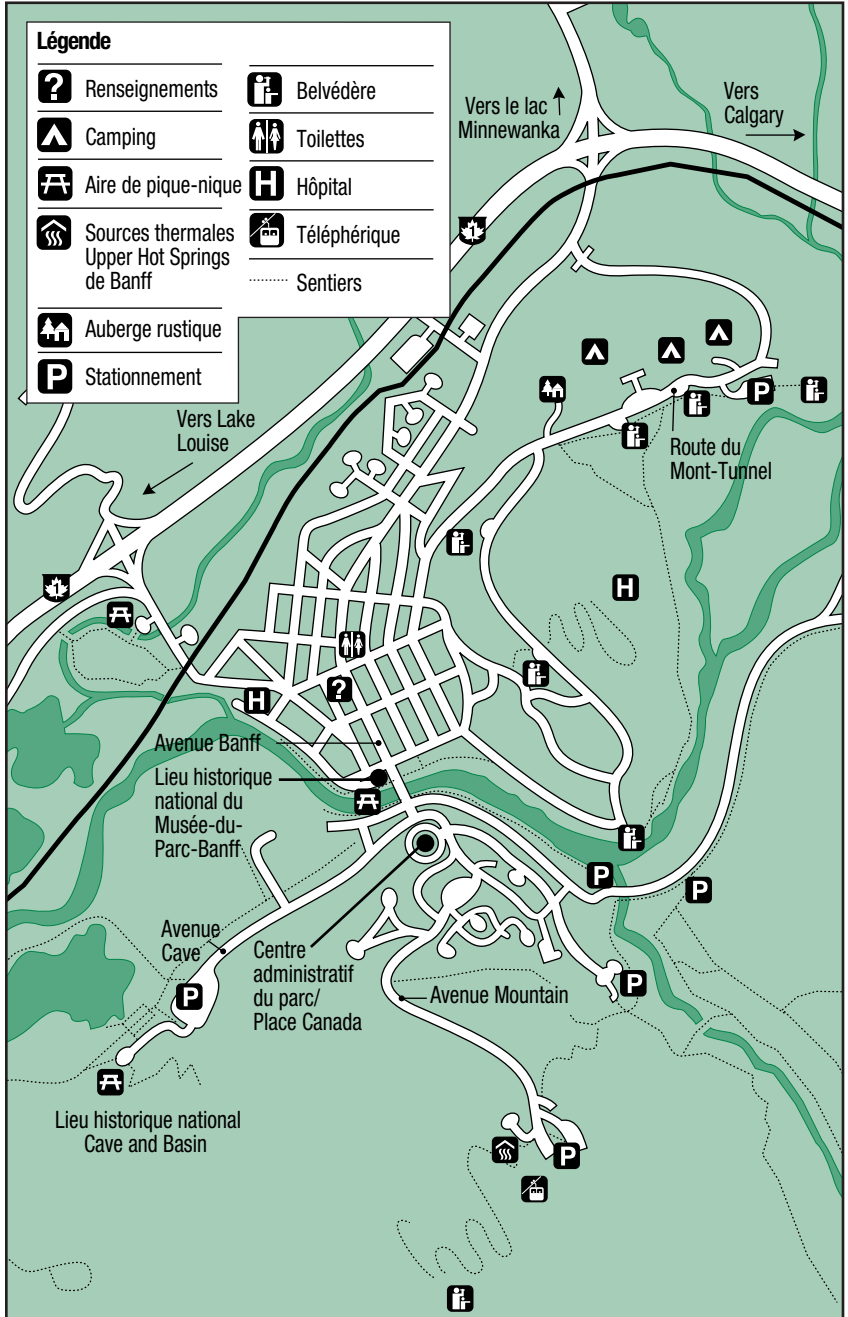 Légende
?
Renseignements
Camping
Aire de pique-nique
Sources thermales
Upper Hot Springs
de Banff
Auberge rustique
P
Stationnement
Belvédère
Toilettes
H
Hôpital
Téléphérique
Sentiers
Vers le lac
Minnewanka
Vers
Calgary
1
Vers Lake
Louise
P
Route du
Mont-Tunnel
1
H
?
H
Avenue Banff
Lieu historique
national du
Musée-du-
Parc-Banff
P
P
Avenue
Cave
P
Centre
administratif
du parc/
Place Canada
Avenue Mountain
P
Lieu historique national
Cave and Basin
P